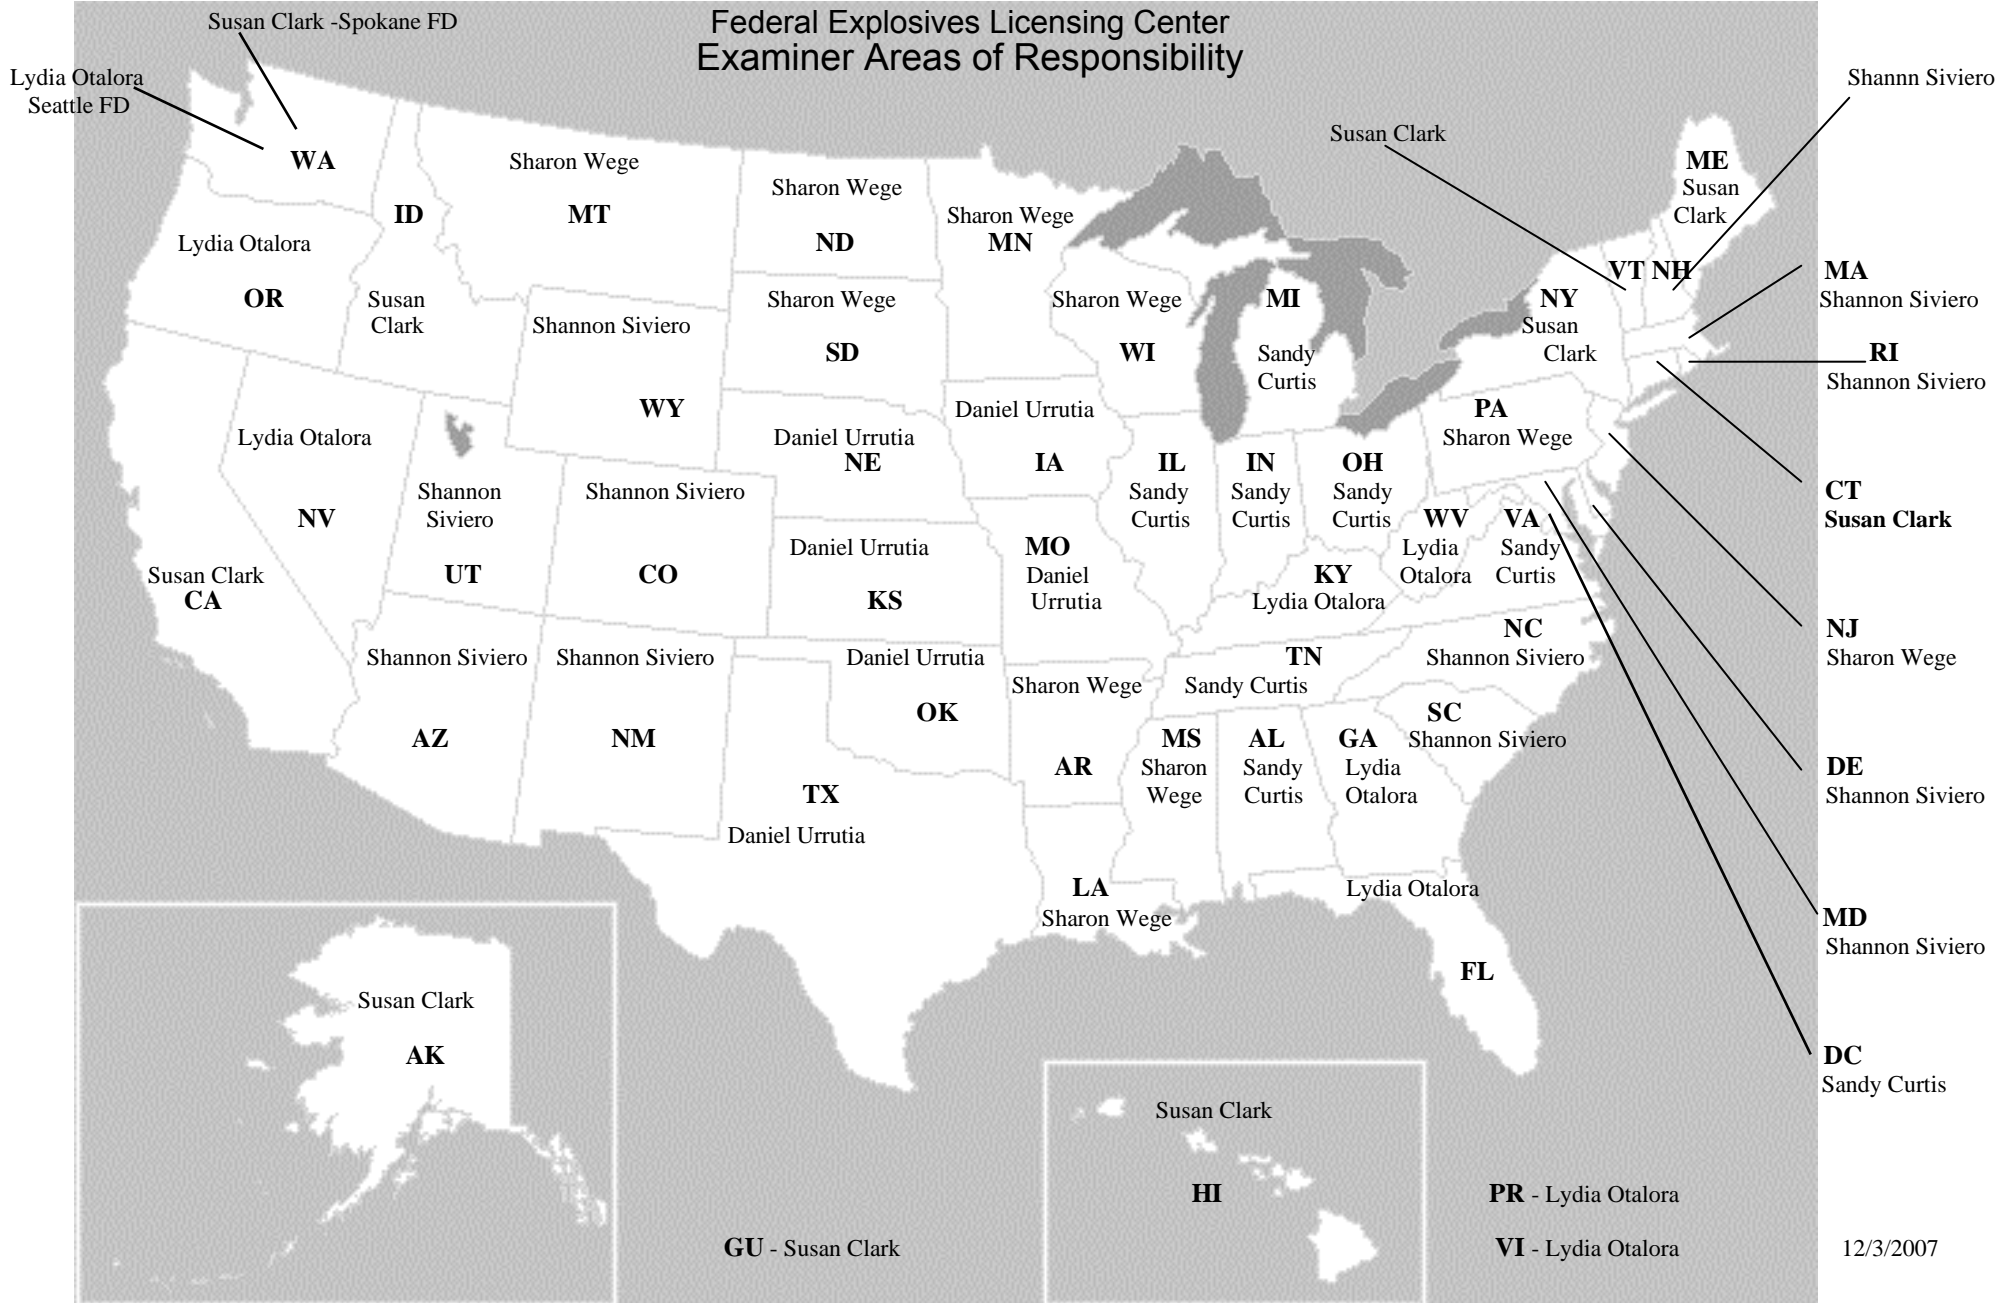 Federal Explosives Licensing Center
Examiner Areas of Responsibility
Susan Clark -Spokane FD
Lydia Otalora
Seattle FD
WA
Sharon Wege
MT
ID
Susan
Clark
Lydia Otalora
OR
Sharon Wege
ND
Sharon Wege
MN
Susan Clark
Shannn Siviero
ME
Susan
Clark
VT NH
MA
Shannon Siviero
RI
Shannon Siviero
CT
Susan Clark
NY
Susan
Clark
Shannon Siviero
WY
Sharon Wege
SD
Sharon Wege
WI
MI
Sandy
Curtis
Lydia Otalora
NV
Shannon
Siviero
UT
Shannon Siviero
CO
Daniel Urrutia
NE
Daniel Urrutia
IA
IL
Sandy
Curtis
IN
Sandy
Curtis
OH
Sandy
Curtis
PA
Sharon Wege
WV
Lydia
Otalora
VA
Sandy
Curtis
Susan Clark
CA
Daniel Urrutia
KS
MO
Daniel
Urrutia
KY
Lydia Otalora
NJ
Sharon Wege
Shannon Siviero
AZ
Shannon Siviero
NM
Daniel Urrutia
OK
Sharon Wege
AR
TN
Sandy Curtis
NC
Shannon Siviero
SC
Shannon Siviero
TX
Daniel Urrutia
MS
Sharon
Wege
AL
Sandy
Curtis
GA
Lydia
Otalora
DE
Shannon Siviero
LA
Sharon Wege
Lydia Otalora
FL
MD
Shannon Siviero
DC
Sandy Curtis
Susan Clark
AK
Susan Clark
HI
PR - Lydia Otalora
GU - Susan Clark
VI - Lydia Otalora
12/3/2007